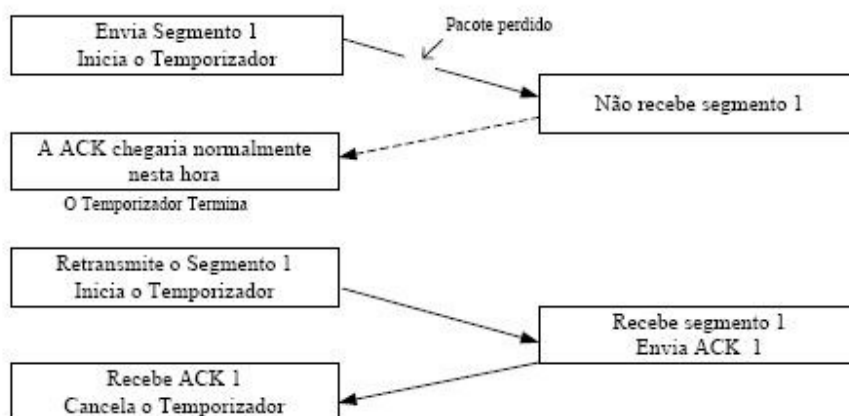 Envia Segmento 1
Inicia o Temporizador
Pacote perdido
Não recebe segmento 1
A ACK chegaria normalmente
nesta hora
O Temporizador Termina
Retransmite o Segmento 1
Inicia o Temporizador
Recebe segmento 1
Envia ACK 1
Recebe ACK 1
Cancela o Temporizador